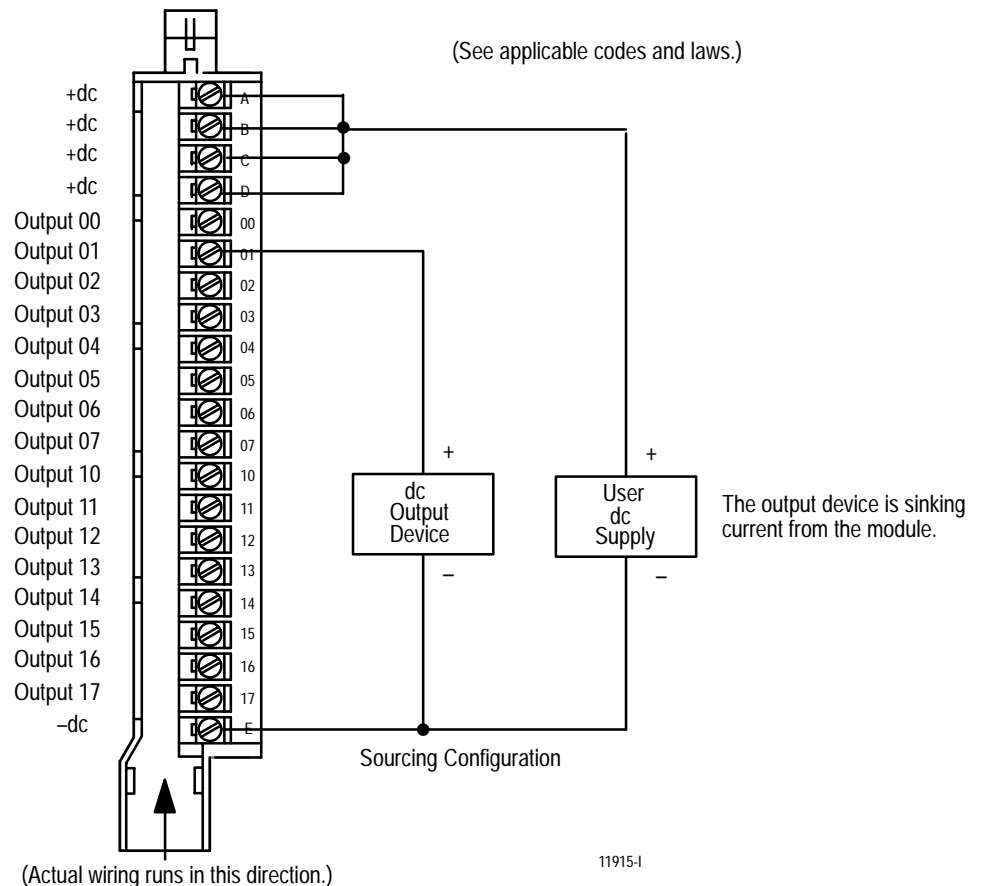 (See applicable codes and laws.)
+dc A
+dc B
+dc C
+dc D
Output 00 00
Output 01 01
Output 02 02
Output 03 03
Output 04 04
Output 05 05
Output 06 06
Output 07 07
Output 10 10
Output 11 11
Output 12 12
Output 13 13
Output 14 14
Output 15 15
Output 16 16
Output 17 17
–dc E
+
dc
Output
Device
–
+
User
dc
Supply
–
The output device is sinking
current from the module.
Sourcing Configuration
(Actual wiring runs in this direction.)
11915-I